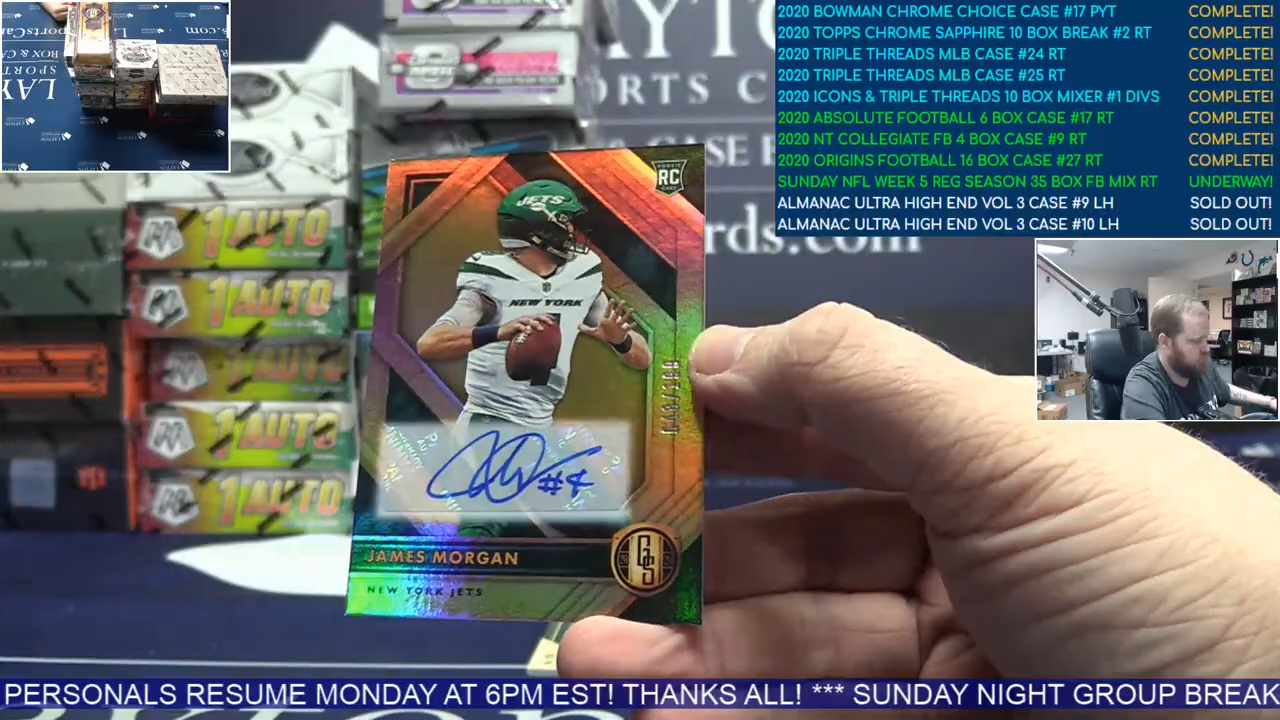 2020 BOWMAN CHROME CHOICE CASE #17 PYT COMPLETE!
2020 TOPPS CHROME SAPPHIRE 10 BOX BREAK #2 RT COMPLETE!
2020 TRIPLE THREADS MLB CASE #24 RT COMPLETE!
2020 TRIPLE THREADS MLB CASE #25 RT COMPLETE!
2020 ICONS & TRIPLE THREADS 10 BOX MIXER #1 DIVS COMPLETE!
2020 ABSOLUTE FOOTBALL 6 BOX CASE #17 RT COMPLETE!
2020 NT COLLEGIATE FB 4 BOX CASE #9 RT COMPLETE!
2020 ORIGINS FOOTBALL 16 BOX CASE #27 RT COMPLETE!
SUNDAY NFL WEEK 5 REG SEASON 35 BOX FB MIX RT UNDERWAY!
ALMANAC ULTRA HIGH END VOL 3 CASE #9 LH SOLD OUT!
ALMANAC ULTRA HIGH END VOL 3 CASE #10 LH SOLD OUT!
RC
JETS
NEW YORK
4
#4
JAMES MORGAN
NEW YORK JETS
GS
1 AUTO
1 AUTO
1 AUTO
1 AUTO
1 AUTO
rds.com
PERSONALS RESUME MONDAY AT 6PM EST! THANKS ALL! *** SUNDAY NIGHT GROUP BREAK